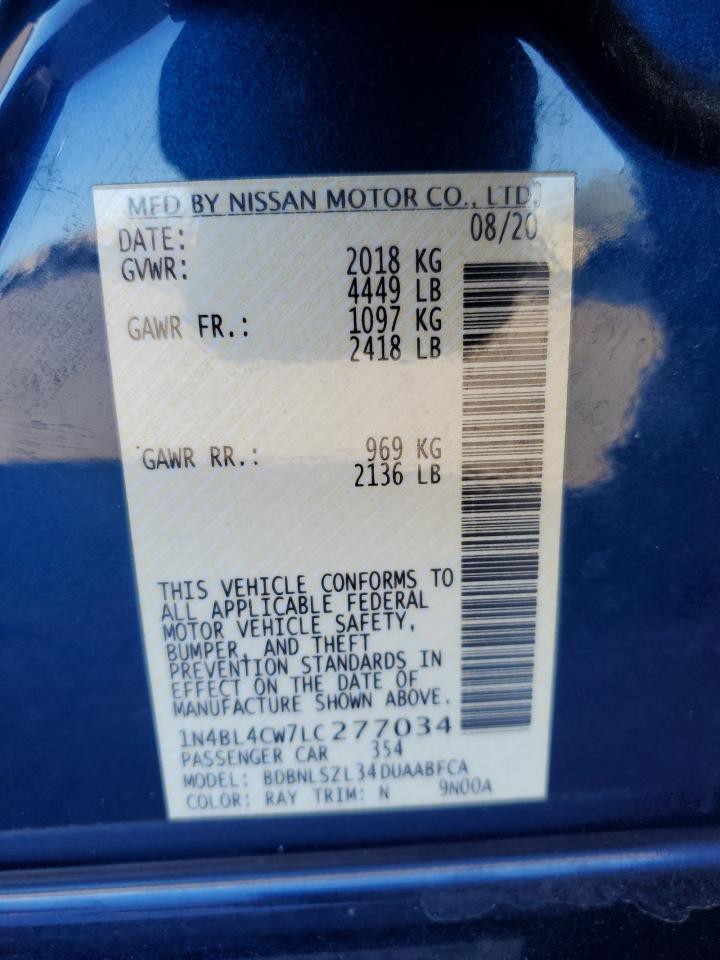 MFD BY NISSAN MOTOR CO., LTD.
DATE: 08/20
GVWR: 2018 KG
4449 LB
GAWR FR.: 1097 KG
2418 LB
GAWR RR.: 969 KG
2136 LB
THIS VEHICLE CONFORMS TO
ALL APPLICABLE FEDERAL
MOTOR VEHICLE SAFETY,
BUMPER, AND THEFT
PREVENTION STANDARDS IN
EFFECT ON THE DATE OF
MANUFACTURE SHOWN ABOVE.
1N4BL4CW7LC277034
PASSENGER CAR 354
MODEL: BDBNLSZL34DUAABFCA
COLOR: RAY TRIM: N 9N00A